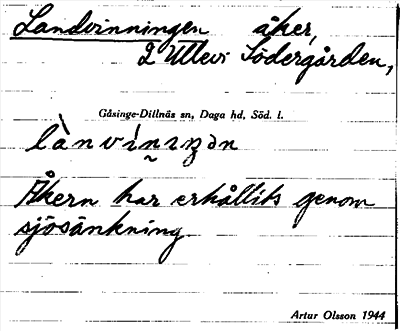 Landvinningen åker,
2 Ullevi Södergården,
Gåsinge-Dillnäs sn, Daga hd, Söd. l.
lànvíṇıŋən
Åkern har erhållits genom
sjösänkning
Artur Olsson 1944